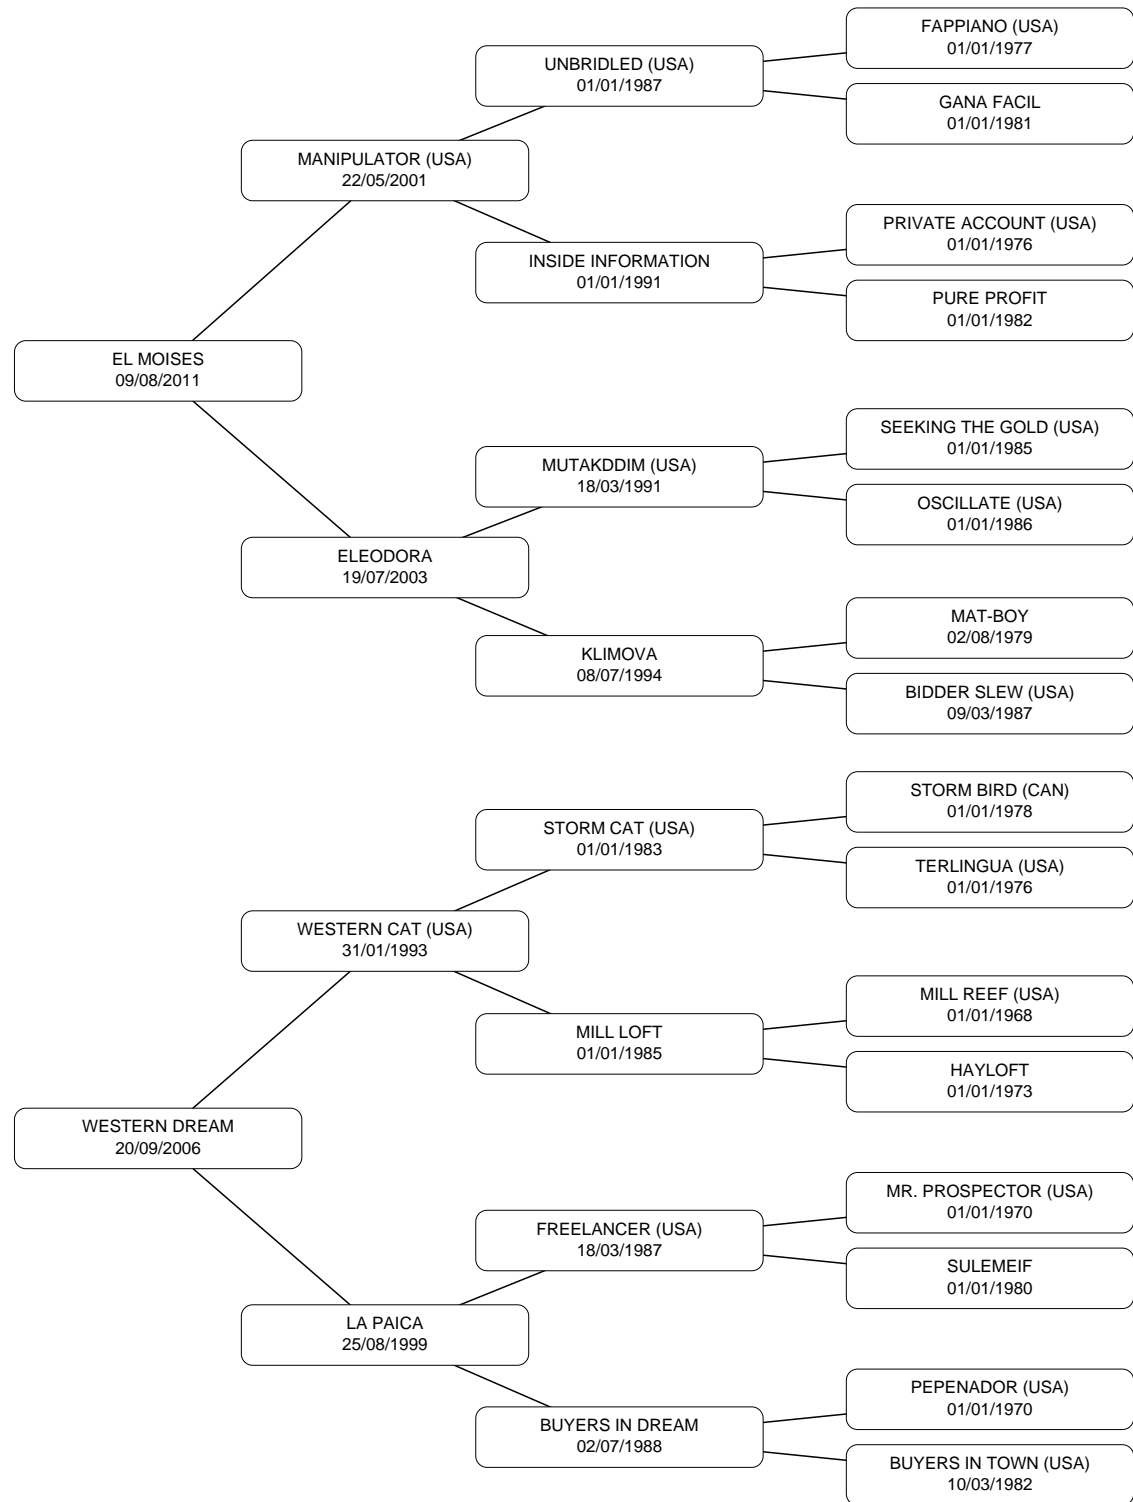 FAPPIANO (USA)
01/01/1977
UNBRIDLED (USA)
01/01/1987
GANA FACIL
01/01/1981
MANIPULATOR (USA)
22/05/2001
PRIVATE ACCOUNT (USA)
01/01/1976
INSIDE INFORMATION
01/01/1991
PURE PROFIT
01/01/1982
EL MOISES
09/08/2011
SEEKING THE GOLD (USA)
01/01/1985
MUTAKDDIM (USA)
18/03/1991
OSCILLATE (USA)
01/01/1986
ELEODORA
19/07/2003
MAT-BOY
02/08/1979
KLIMOVA
08/07/1994
BIDDER SLEW (USA)
09/03/1987
STORM BIRD (CAN)
01/01/1978
STORM CAT (USA)
01/01/1983
TERLINGUA (USA)
01/01/1976
WESTERN CAT (USA)
31/01/1993
MILL REEF (USA)
01/01/1968
MILL LOFT
01/01/1985
HAYLOFT
01/01/1973
WESTERN DREAM
20/09/2006
MR. PROSPECTOR (USA)
01/01/1970
FREELANCER (USA)
18/03/1987
SULEMEIF
01/01/1980
LA PAICA
25/08/1999
PEPENADOR (USA)
01/01/1970
BUYERS IN DREAM
02/07/1988
BUYERS IN TOWN (USA)
10/03/1982